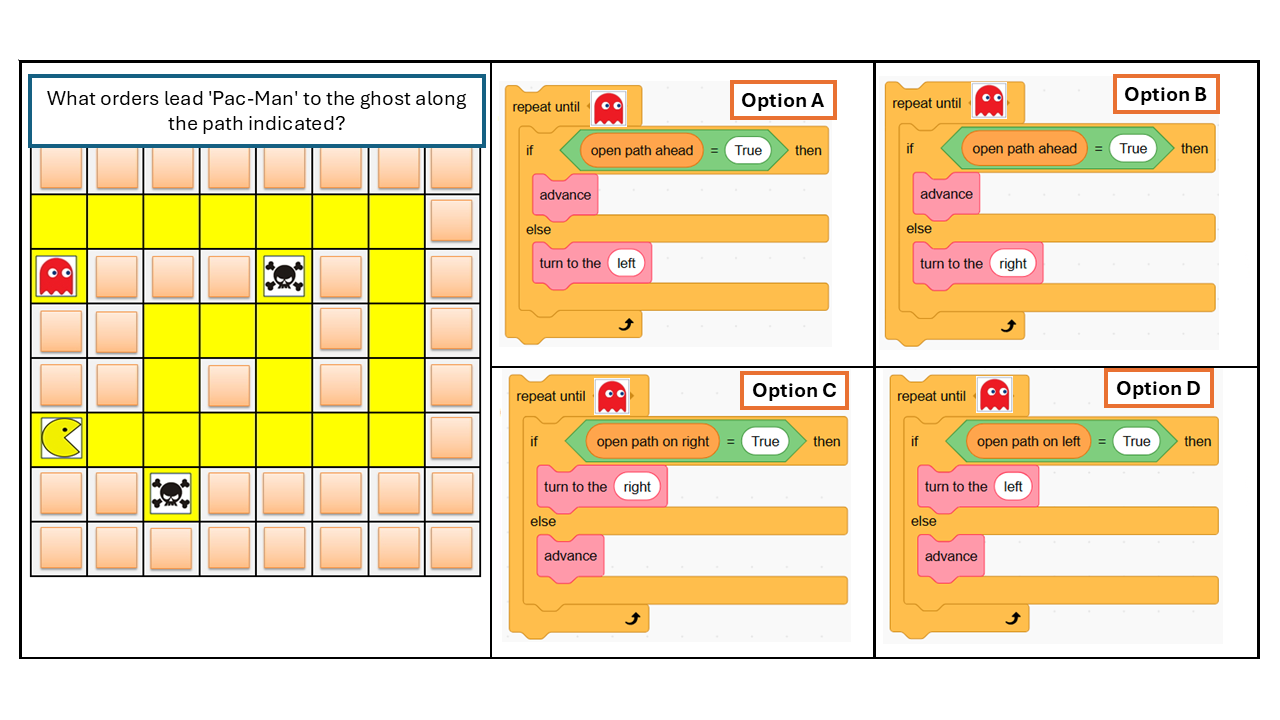 What orders lead 'Pac-Man' to the ghost along
the path indicated?
Option A
repeat until
if open path ahead = True then
advance
else
turn to the left
Option B
repeat until
if open path ahead = True then
advance
else
turn to the right
Option C
repeat until
if open path on right = True then
turn to the right
else
advance
Option D
repeat until
if open path on left = True then
turn to the left
else
advance